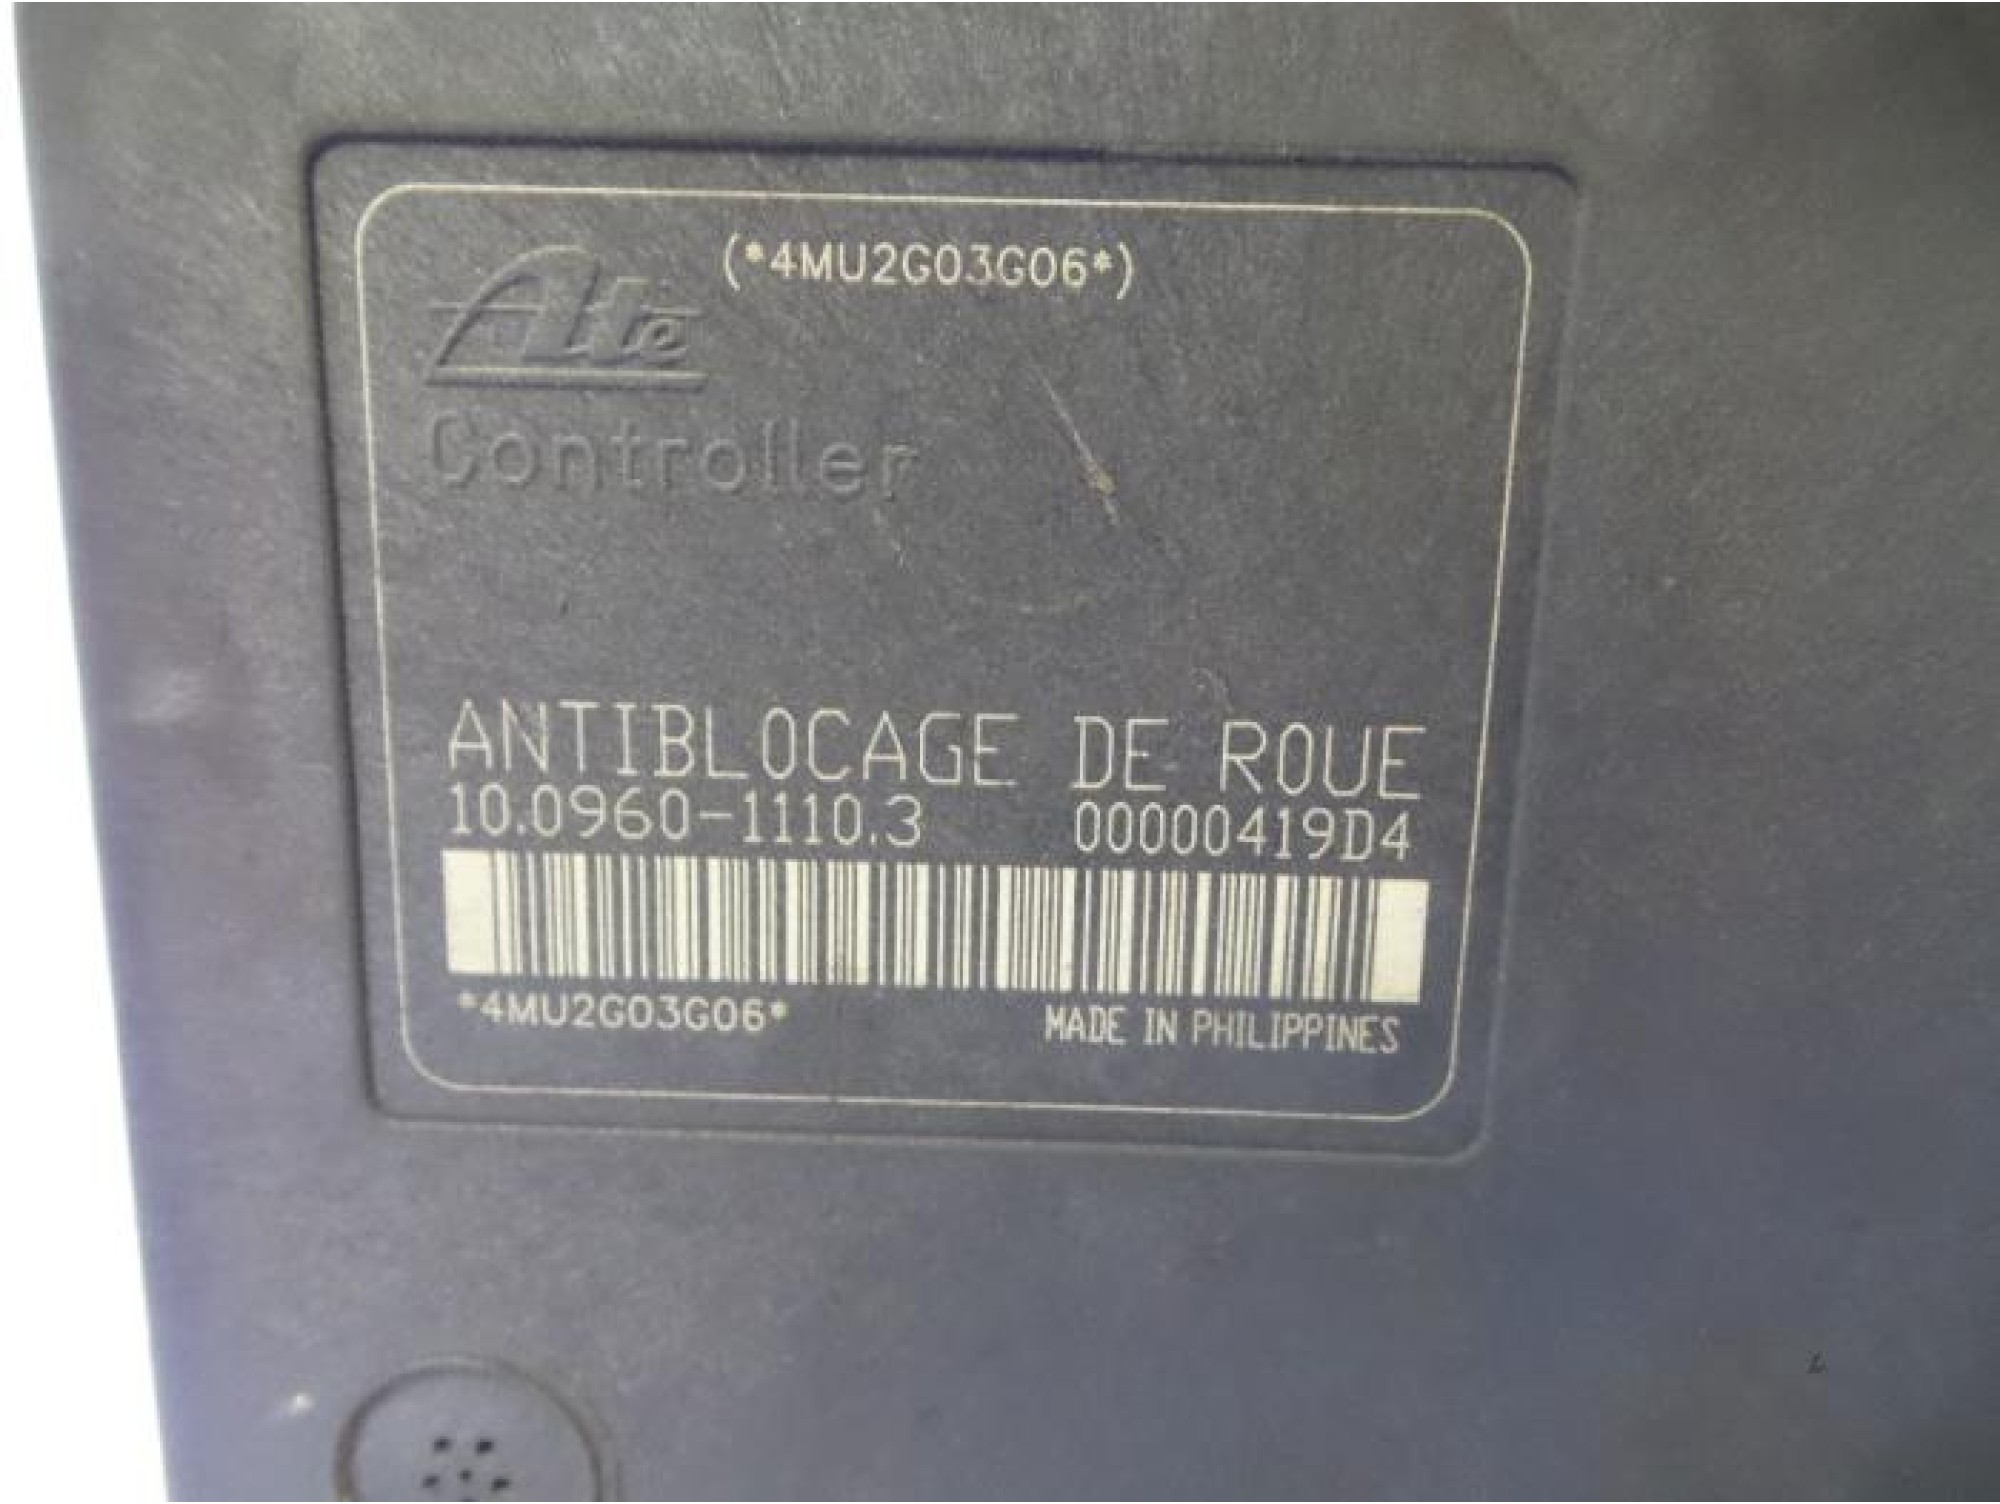 (*4MU2G03G06*)
Ate
Controller
ANTIBLOCAGE DE ROUE
10.0960-1110.3 00000419D4
*4MU2G03G06* MADE IN PHILIPPINES